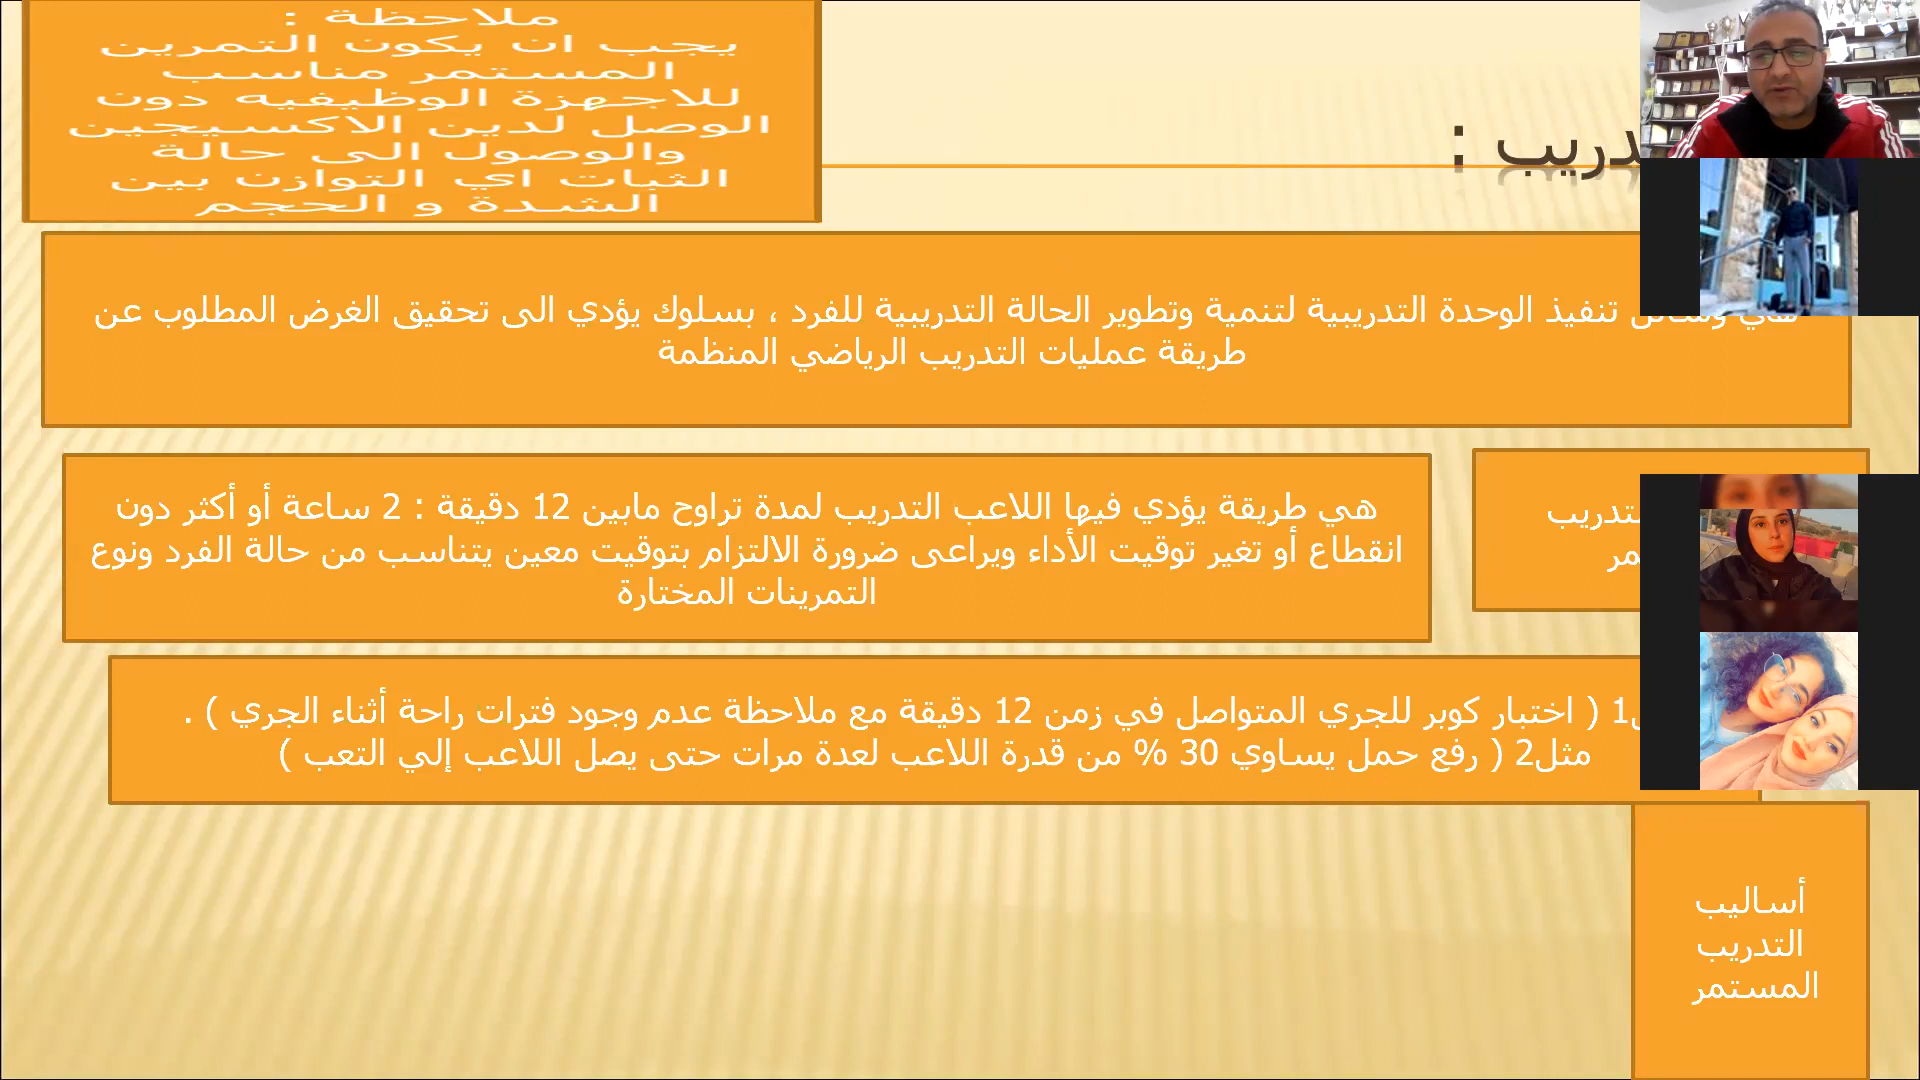 ملاحظة :
يجب ان يكون التمرين
المستمر مناسب
للاجهزة الوظيفيه دون
الوصل لدين الاكسيجين
والوصول الى حالة
الثبات اي التوازن بين
الشدة و الحجم
:
تنفيذ الوحدة التدريبية لتنمية وتطوير الحالة التدريبية للفرد ، بسلوك يؤدي الى تحقيق الغرض المطلوب عن
طريقة عمليات التدريب الرياضي المنظمة
هي طريقة يؤدي فيها اللاعب التدريب لمدة تراوح مابين 12 دقيقة : 2 ساعة أو أكثر دون
انقطاع أو تغير توقيت الأداء ويراعى ضرورة الالتزام بتوقيت معين يتناسب من حالة الفرد ونوع
التمرينات المختارة
1 ( اختبار كوبر للجري المتواصل في زمن 12 دقيقة مع ملاحظة عدم وجود فترات راحة أثناء الجري ) .
مثل2 ( رفع حمل يساوي 30 % من قدرة اللاعب لعدة مرات حتى يصل اللاعب إلي التعب )
أساليب
التدريب
المستمر